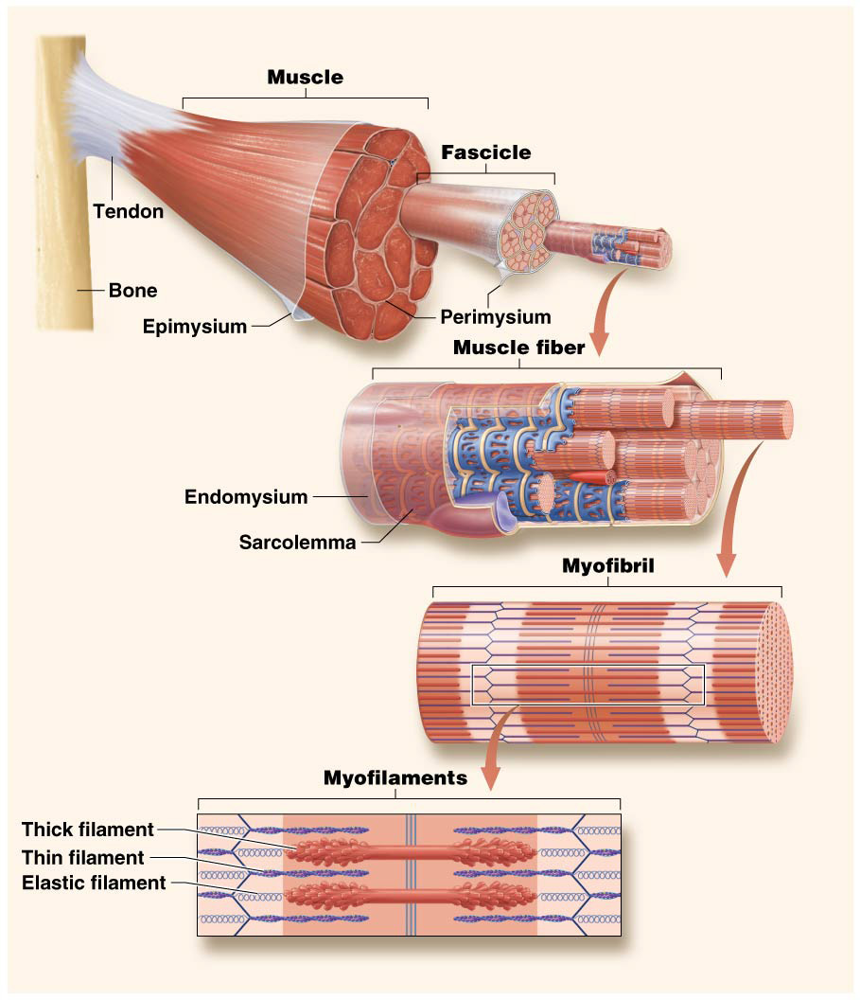 Muscle
Fascicle
Tendon
Bone
Epimysium
Perimysium
Muscle fiber
Endomysium
Sarcolemma
Myofibril
Myofilaments
Thick filament
Thin filament
Elastic filament